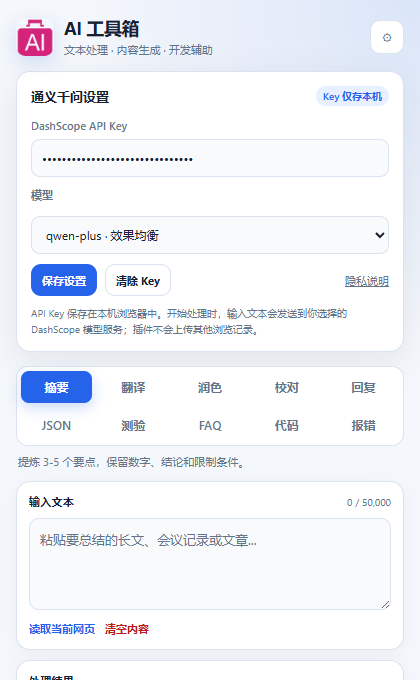 AI
AI 工具箱
文本处理 · 内容生成 · 开发辅助
通义千问设置
Key 仅存本机
DashScope API Key
•••••••••••••••••••••••••••••••
模型
qwen-plus · 效果均衡
保存设置
清除 Key
隐私说明
API Key 保存在本机浏览器中。开始处理时，输入文本会发送到你选择的
DashScope 模型服务；插件不会上传其他浏览记录。
摘要 翻译 润色 校对 回复
JSON 测验 FAQ 代码 报错
提炼 3-5 个要点，保留数字、结论和限制条件。
输入文本
0 / 50,000
粘贴要总结的长文、会议记录或文章...
读取当前网页 清空内容
处理结果